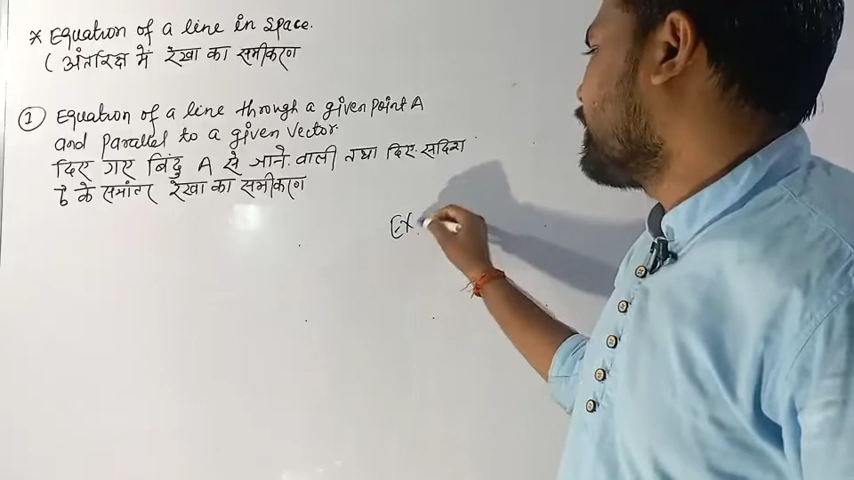 * Equation of a line in space.
( अंतरिक्ष में रेखा का समीकरण
① Equation of a line through a given point A
and parallel to a given vector.
दिए गए बिंदु A से जाने वाली तथा दिए सदिश
b के समांतर रेखा का समीकरण